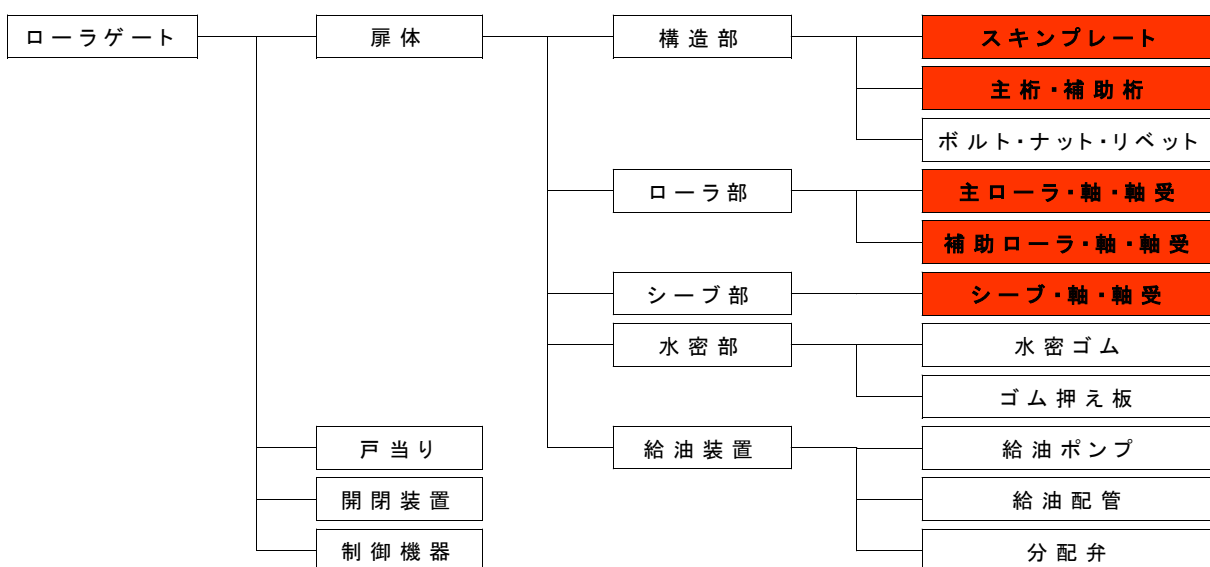 ローラゲート
扉体
構造部
スキンプレート
主桁・補助桁
ボルト・ナット・リベット
ローラ部
主ローラ・軸・軸受
補助ローラ・軸・軸受
シーブ部
シーブ・軸・軸受
水密部
水密ゴム
ゴム押え板
給油装置
給油ポンプ
給油配管
分配弁
戸当り
開閉装置
制御機器